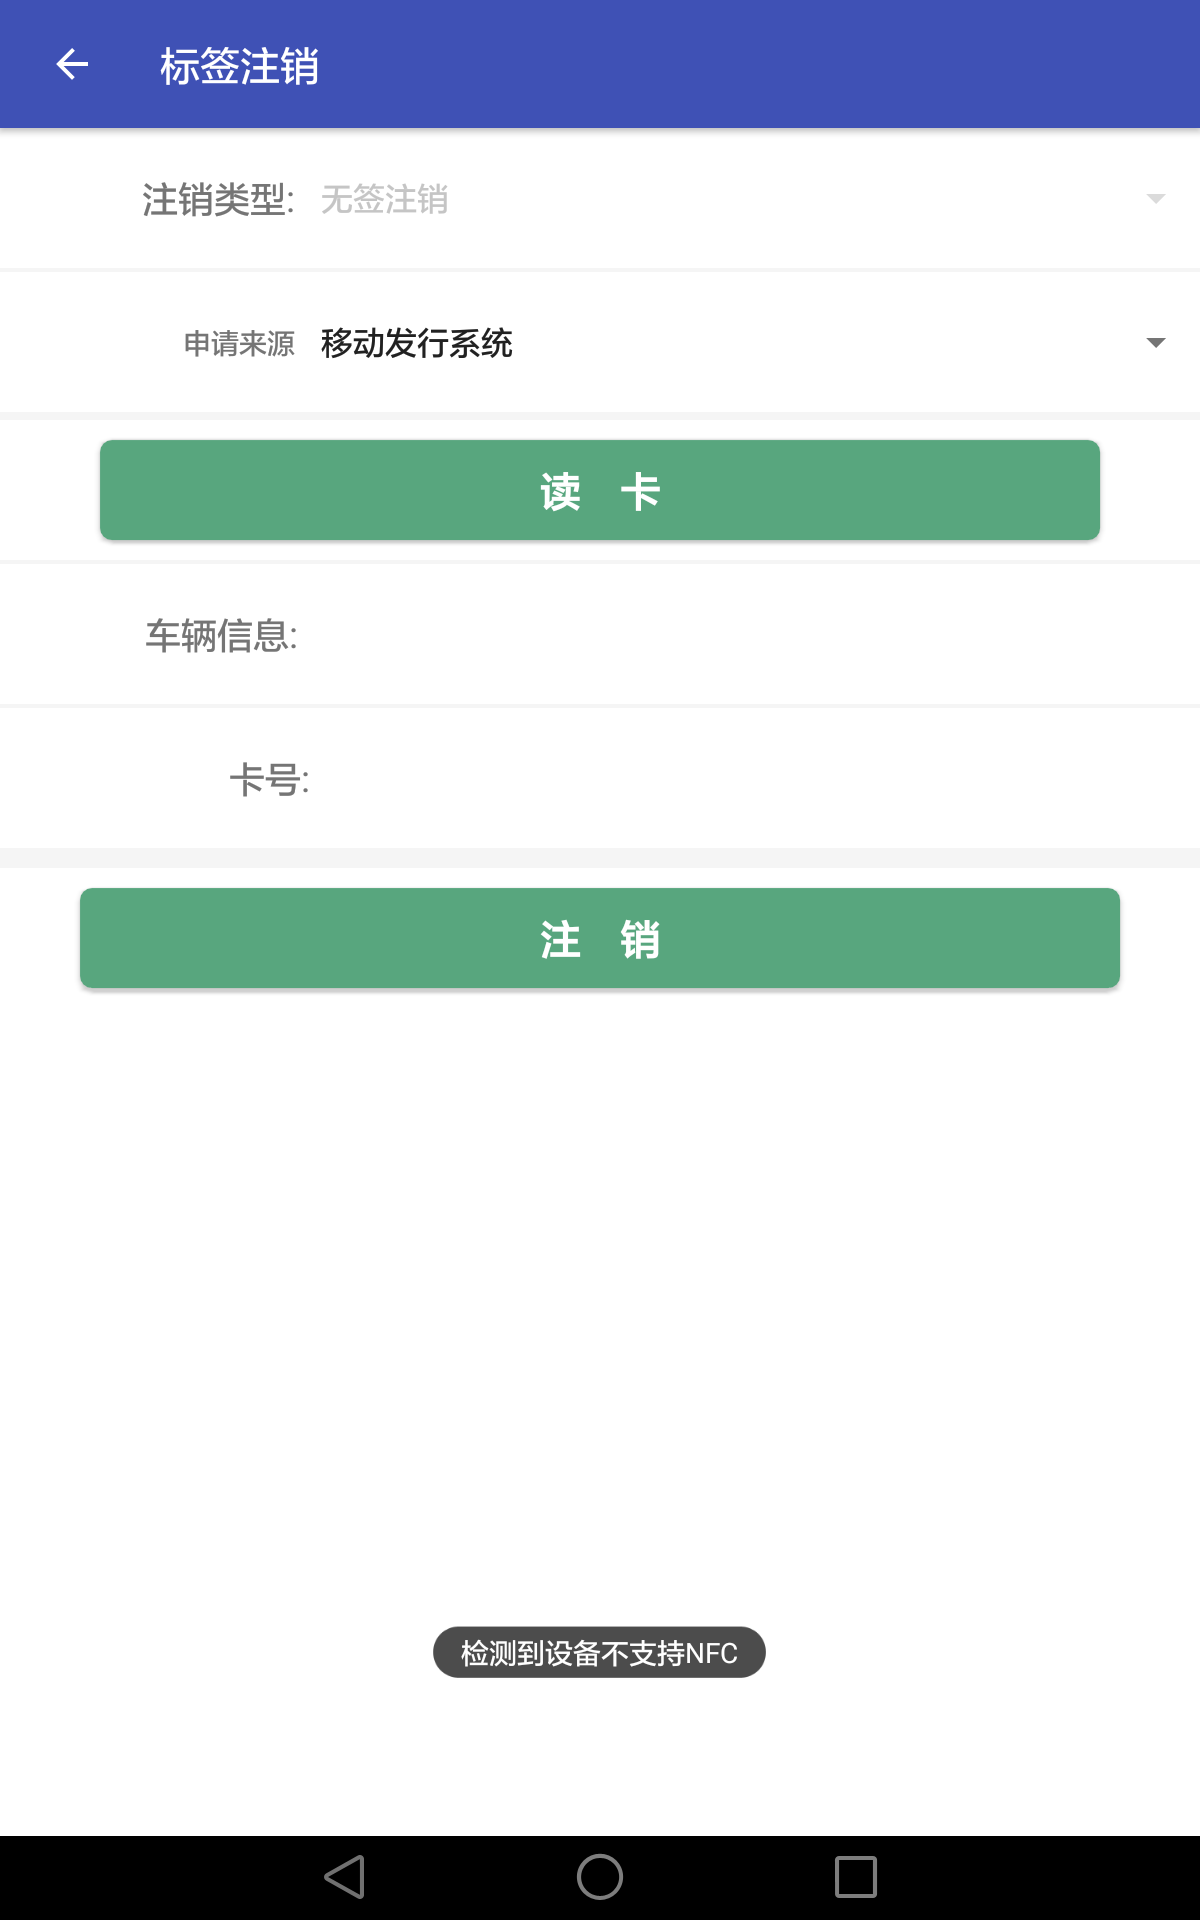 标签注销
注销类型: 无签注销
申请来源 移动发行系统
读 卡
车辆信息:
卡号:
注 销
检测到设备不支持NFC